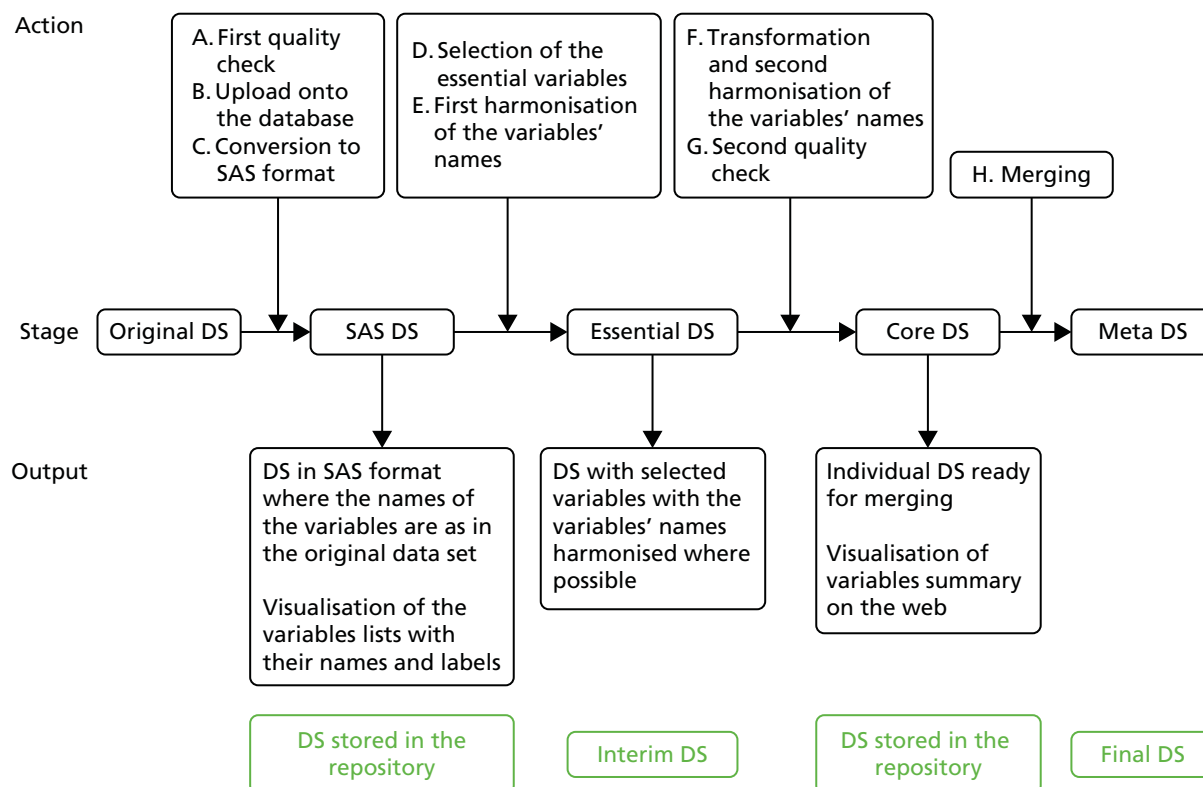 Action
A. First quality
check
B. Upload onto
the database
C. Conversion to
SAS format
D. Selection of the
essential variables
E. First harmonisation
of the variables’
names
F. Transformation
and second
harmonisation of
the variables’ names
G. Second quality
check
H. Merging
Stage
Original DS
SAS DS
Essential DS
Core DS
Meta DS
Output
DS in SAS format
where the names of
the variables are as in
the original data set
Visualisation of the
variables lists with
their names and labels
DS with selected
variables with the
variables’ names
harmonised where
possible
Individual DS ready
for merging
Visualisation of
variables summary
on the web
DS stored in the
repository
Interim DS
DS stored in the
repository
Final DS